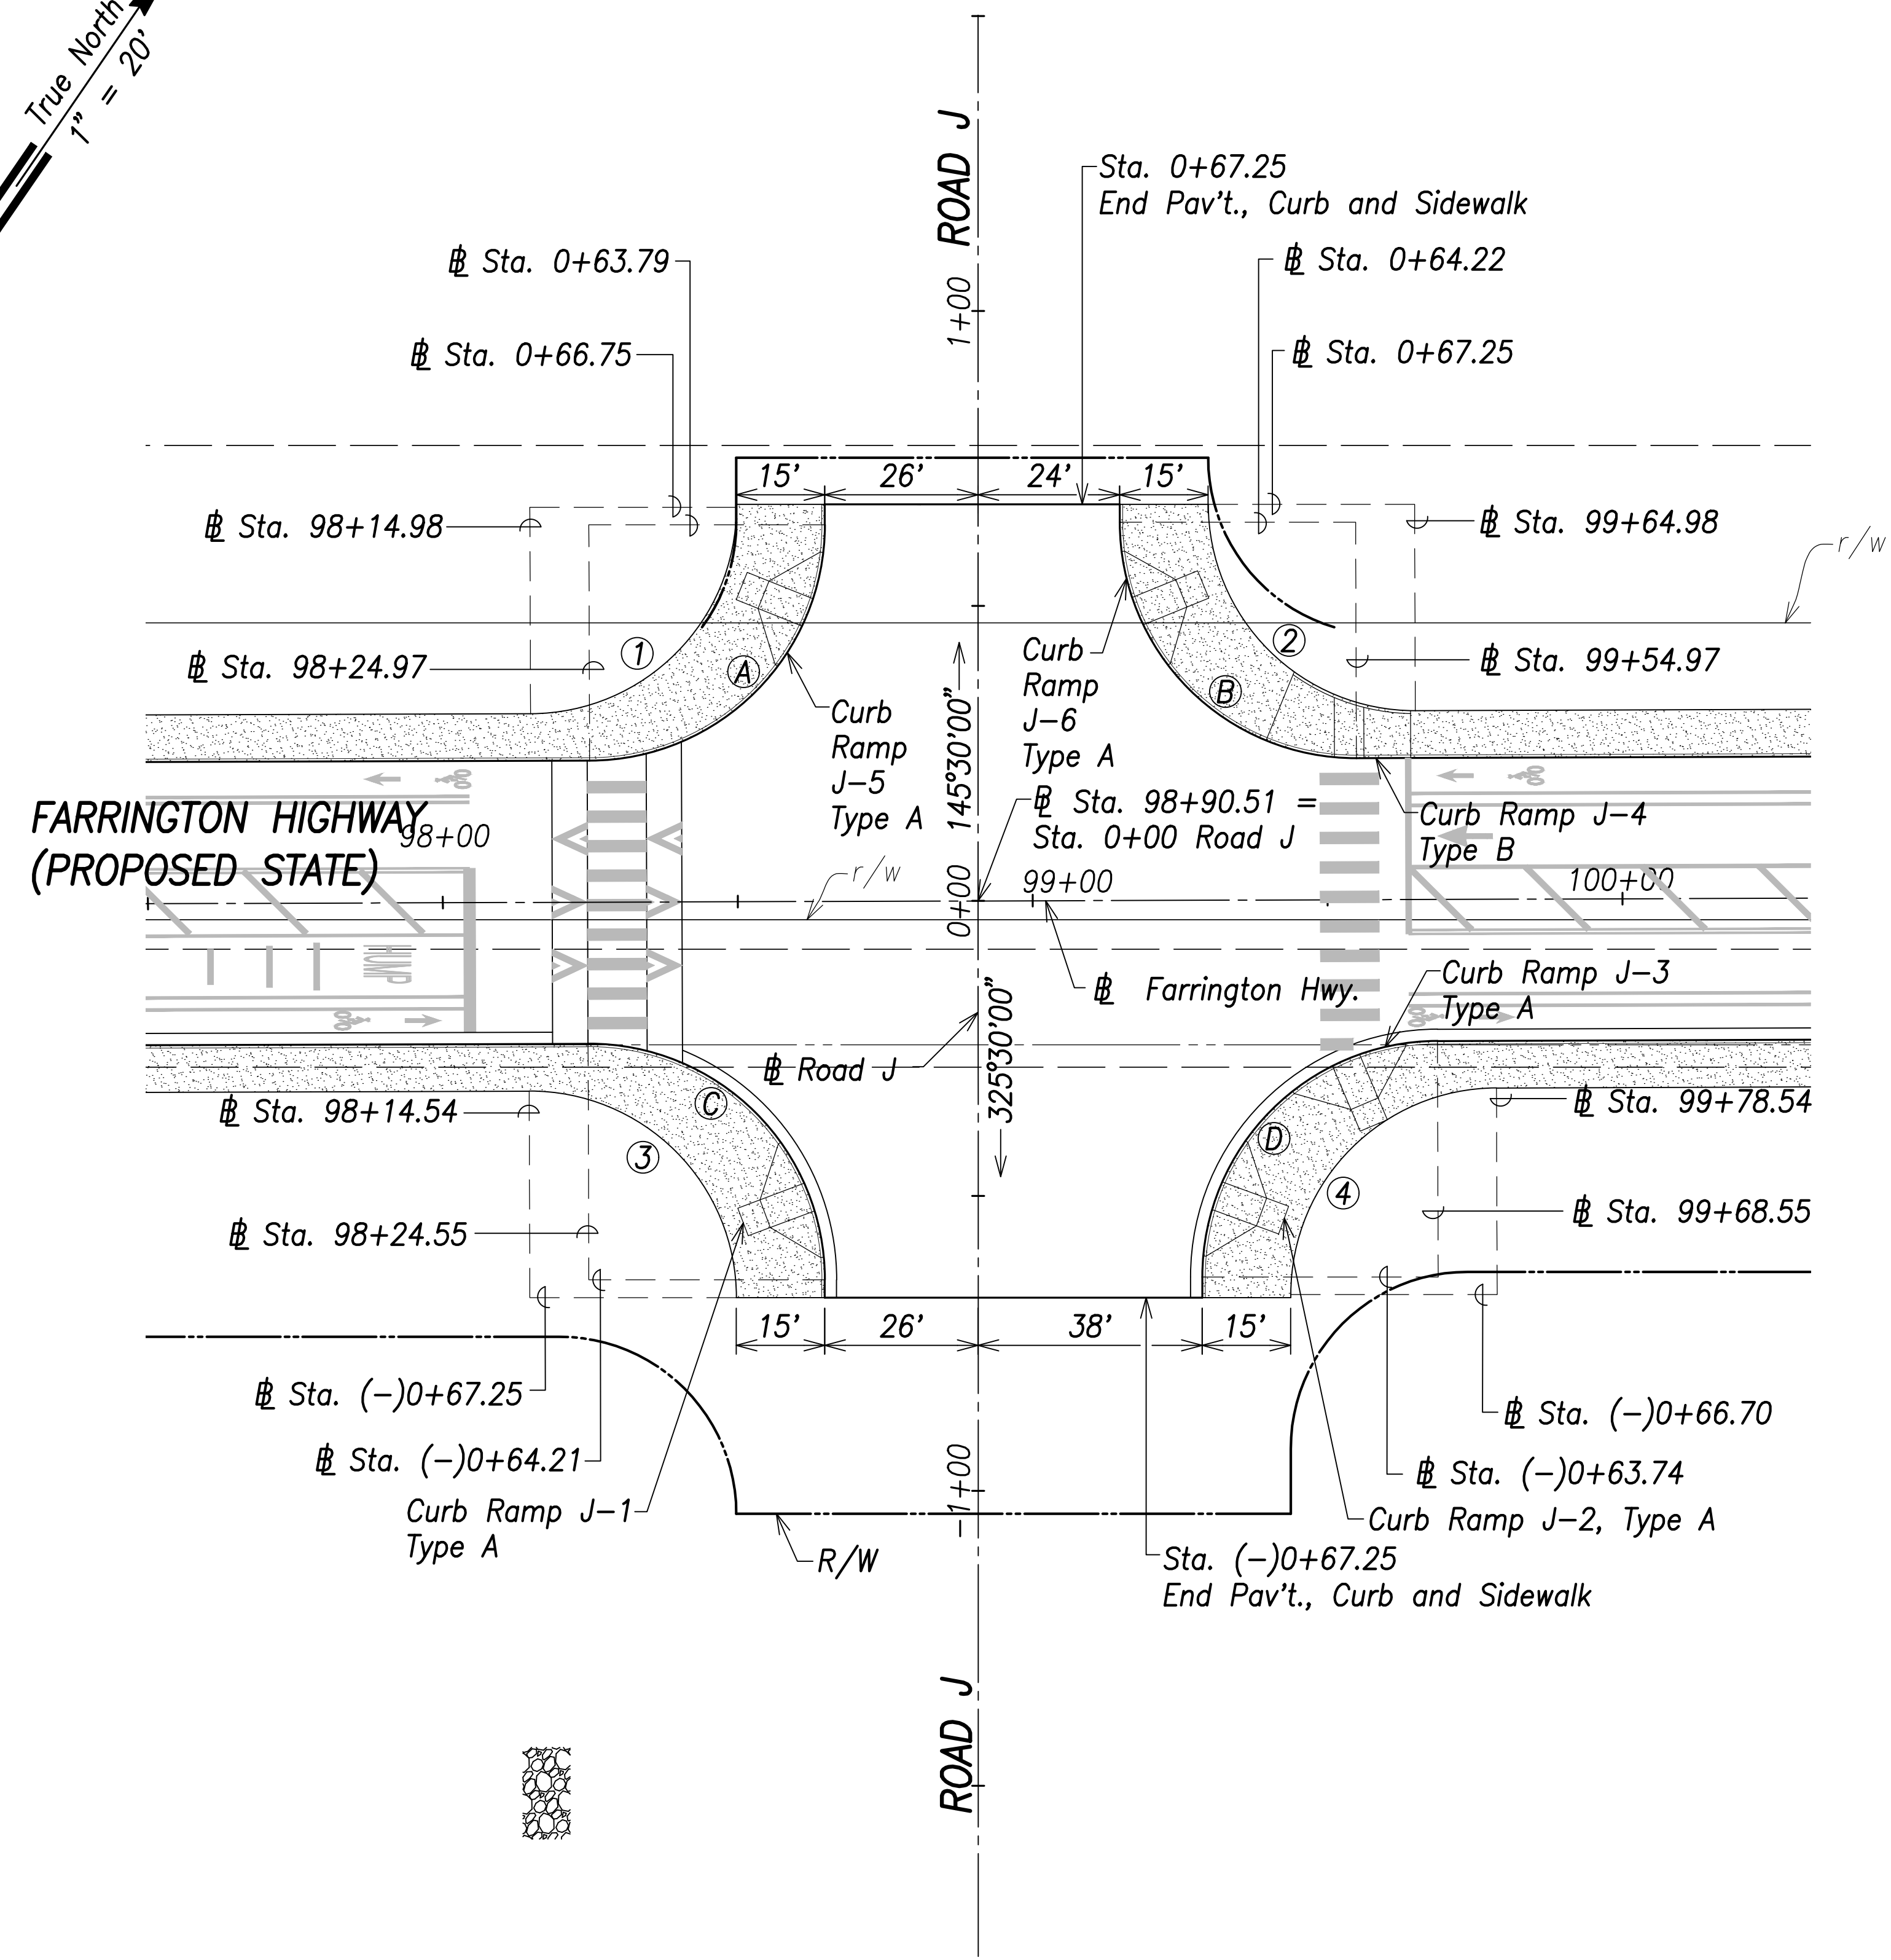 True North
1" = 20'
ROAD J
Sta. 0+67.25
End Pav't., Curb and Sidewalk
℄ Sta. 0+63.79
℄ Sta. 0+64.22
1+00
℄ Sta. 0+66.75
℄ Sta. 0+67.25
15' 26' 24' 15'
℄ Sta. 98+14.98
℄ Sta. 99+64.98
r/w
℄ Sta. 98+24.97
1
A
2
B
℄ Sta. 99+54.97
Curb
Ramp
J-5
Type A
145°30'00"
Curb
Ramp
J-6
Type A
FARRINGTON HIGHWAY
(PROPOSED STATE)
98+00
℄ Sta. 98+90.51 =
Sta. 0+00 Road J
Curb Ramp J-4
Type B
r/w
0+00
99+00
100+00
JUMP
℄ Farrington Hwy.
Curb Ramp J-3
Type A
℄ Road J
325°30'00"
℄ Sta. 98+14.54
C
3
D
4
℄ Sta. 99+78.54
℄ Sta. 98+24.55
℄ Sta. 99+68.55
15' 26' 38' 15'
℄ Sta. (-)0+67.25
℄ Sta. (-)0+66.70
℄ Sta. (-)0+64.21
℄ Sta. (-)0+63.74
-1+00
Curb Ramp J-1
Type A
Curb Ramp J-2, Type A
R/W
Sta. (-)0+67.25
End Pav't., Curb and Sidewalk
ROAD J